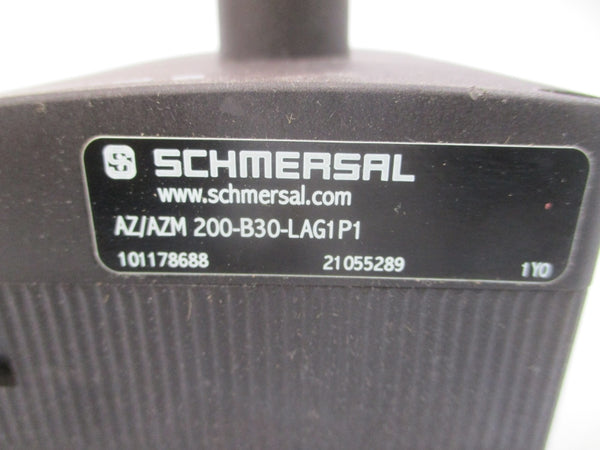 SCHMERSAL
www.schmersal.com
AZ/AZM 200-B30-LAG1P1
101178688 21055289 1Y0